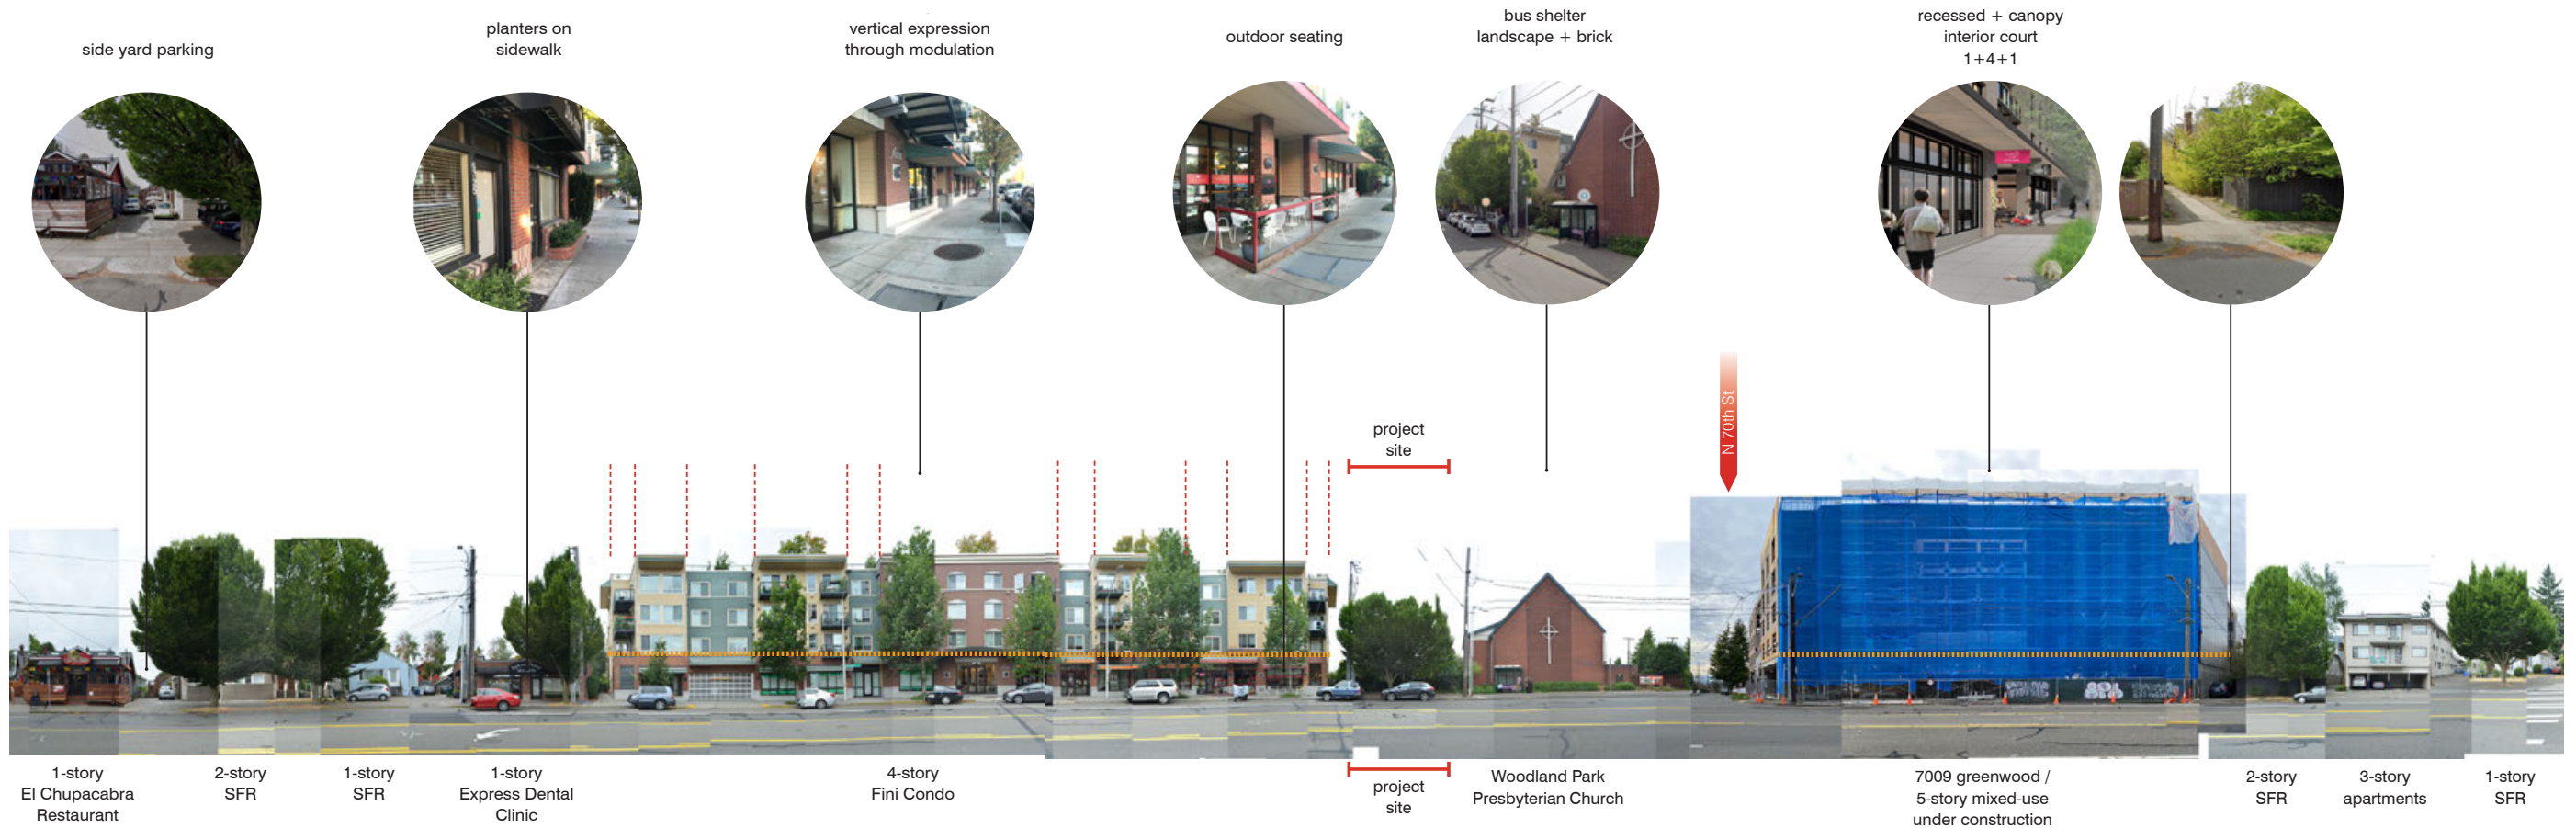 side yard parking
planters on
sidewalk
vertical expression
through modulation
outdoor seating
bus shelter
landscape + brick
recessed + canopy
interior court
1+4+1
project
site
N 70th St
1-story
El Chupacabra
Restaurant
2-story
SFR
1-story
SFR
1-story
Express Dental
Clinic
4-story
Fini Condo
project
site
Woodland Park
Presbyterian Church
7009 greenwood /
5-story mixed-use
under construction
2-story
SFR
3-story
apartments
1-story
SFR